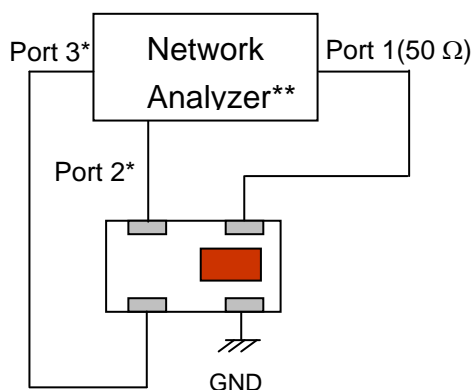 Port 3*
Network
Analyzer**
Port 1(50 Ω)
Port 2*
GND